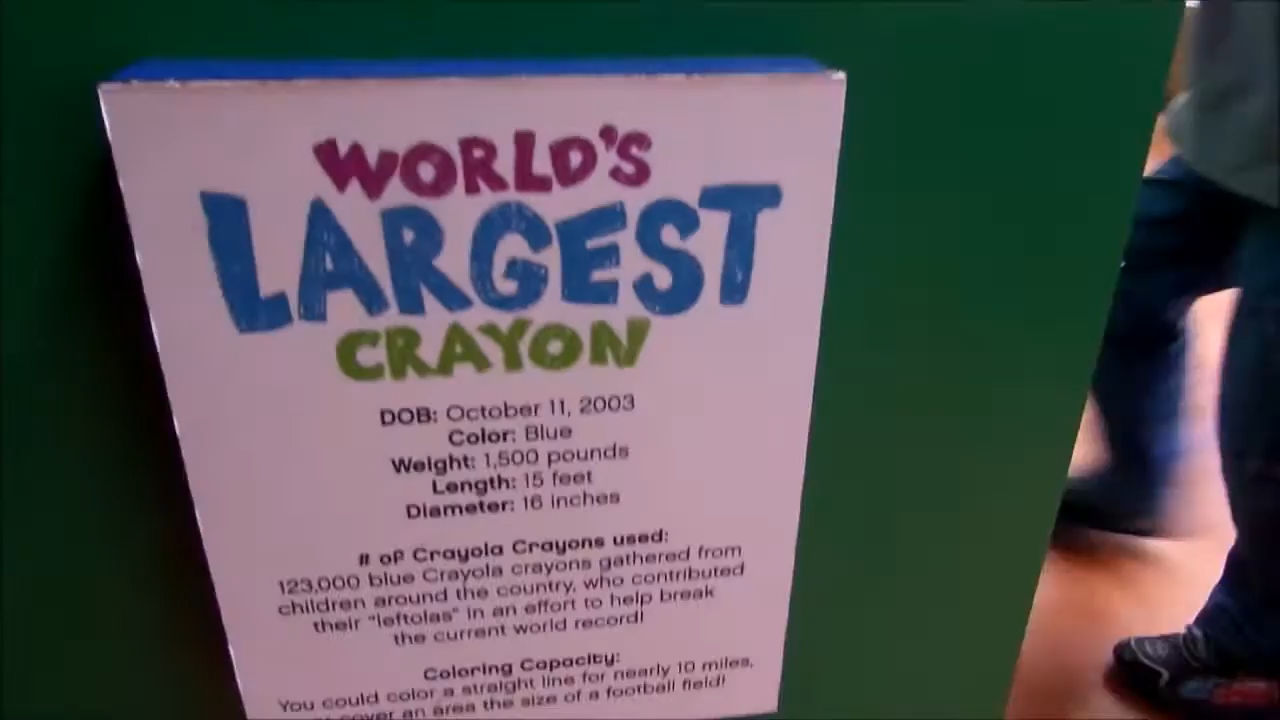 WORLD'S
LARGEST
CRAYON
DOB: October 11, 2003
Color: Blue
Weight: 1,500 pounds
Length: 15 feet
Diameter: 16 inches
# of Crayola Crayons used:
123,000 blue Crayola crayons gathered from
children around the country, who contributed
their "leftolas" in an effort to help break
the current world record!
Coloring Capacity:
You could color a straight line for nearly 10 miles,
cover an area the size of a football field!